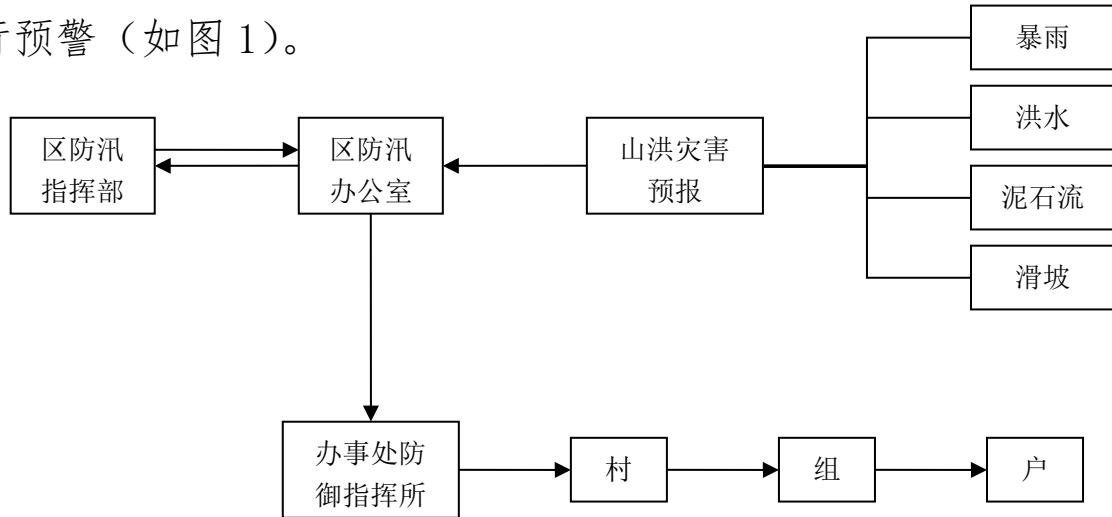 行预警（如图 1）。
暴雨
洪水
泥石流
滑坡
区防汛
指挥部
区防汛
办公室
山洪灾害
预报
办事处防
御指挥所
村
组
户